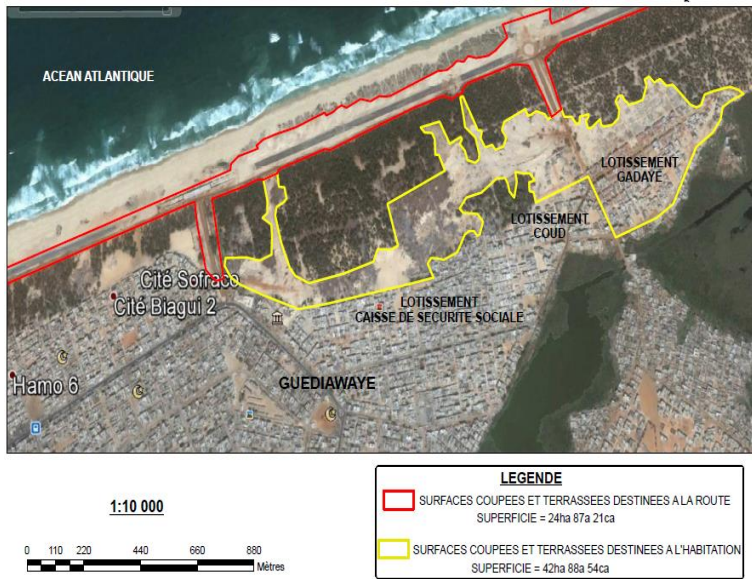 ACEAN ATLANTIQUE
LOTISSEMENT
GADAYE
LOTISSEMENT
COUD
Cité Sofraco
Cité Biagui 2
LOTISSEMENT
CAISSE DE SECURITE SOCIALE
Hamo 6
GUEDIAWAYE
1:10 000
0 110 220 440 660 880
Mètres
LEGENDE
SURFACES COUPEES ET TERRASSEES DESTINEES A LA ROUTE
SUPERFICIE = 24ha 87a 21ca
SURFACES COUPEES ET TERRASSEES DESTINEES A L'HABITATION
SUPERFICIE = 42ha 88a 54ca